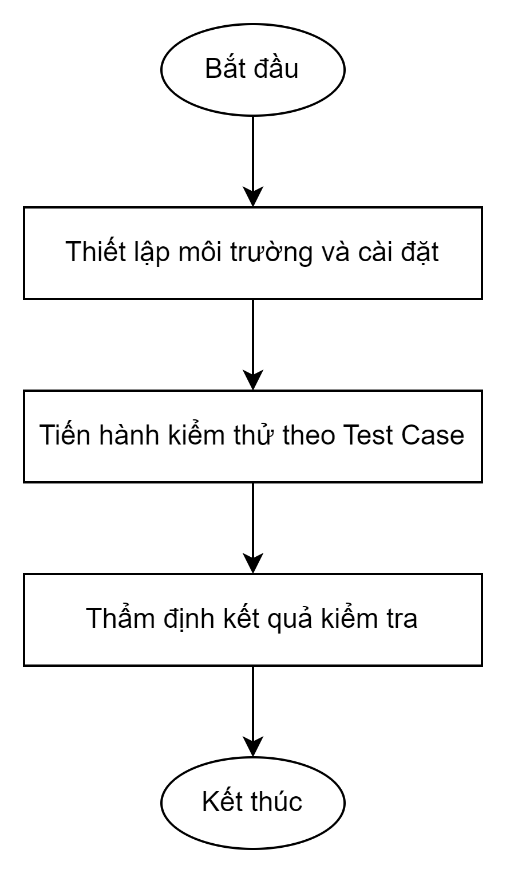 Bắt đầu
Thiết lập môi trường và cài đặt
Tiến hành kiểm thử theo Test Case
Thẩm định kết quả kiểm tra
Kết thúc